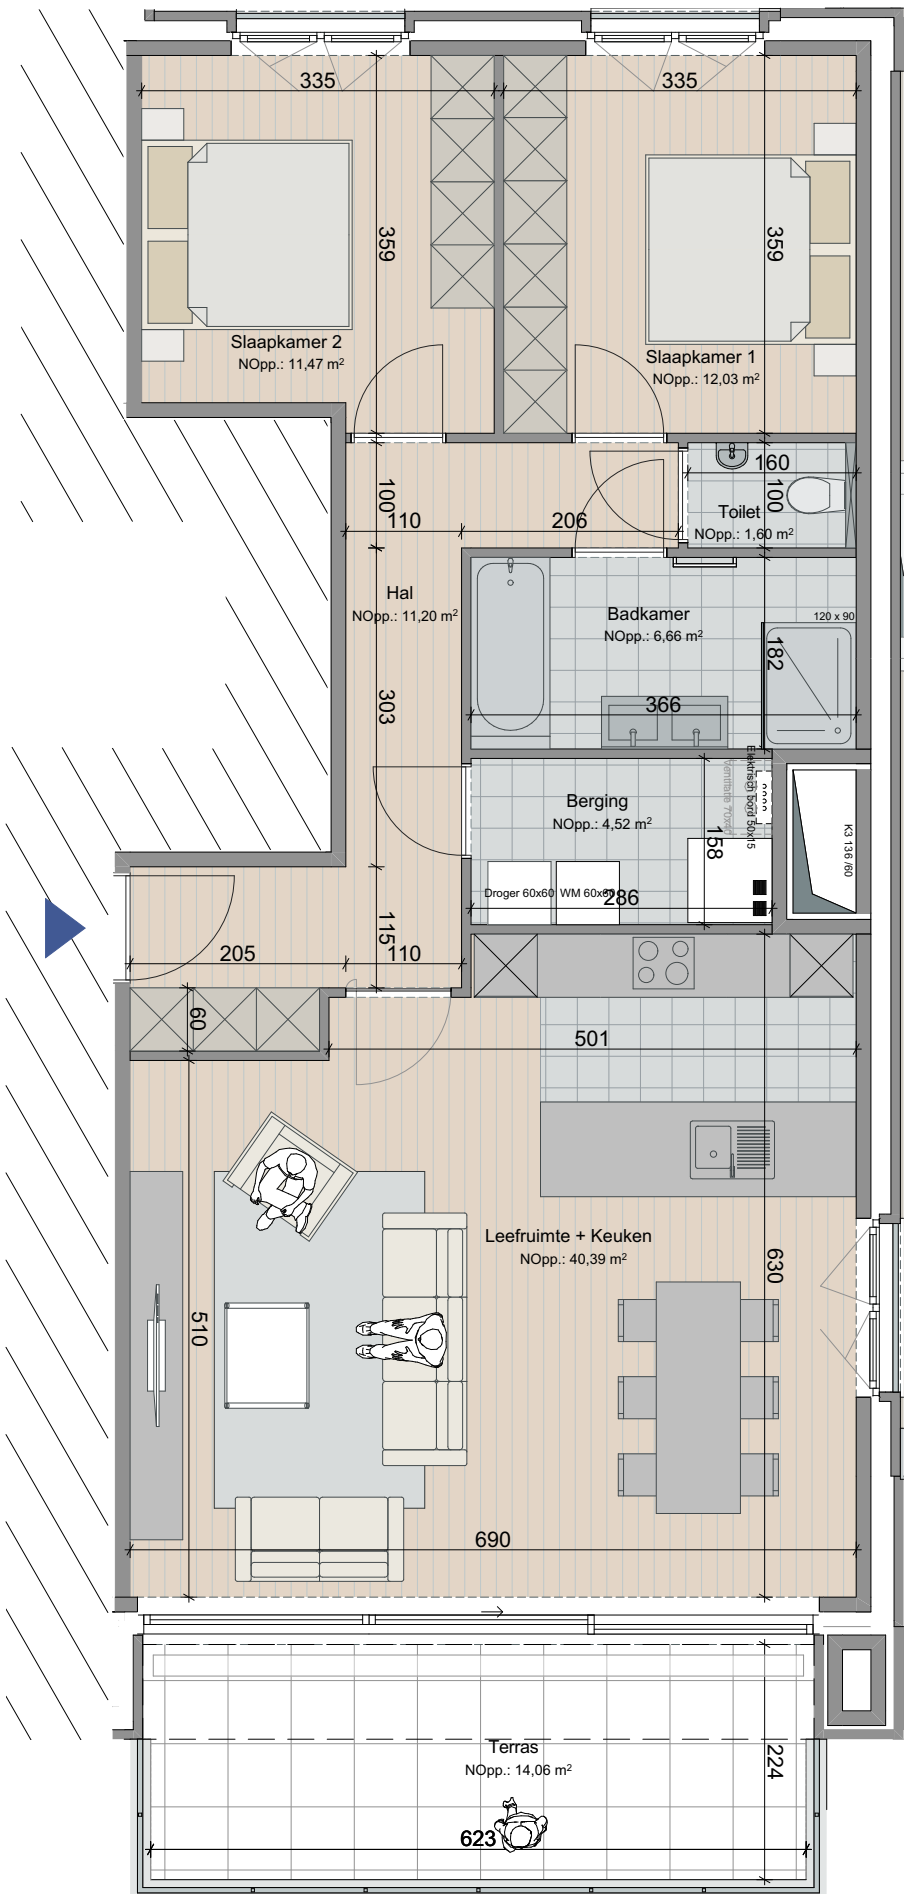 335
335
359
359
Slaapkamer 2
NOpp.: 11,47 m²
Slaapkamer 1
NOpp.: 12,03 m²
160
100
100
Toilet
NOpp.: 1,60 m²
110
206
Hal
NOpp.: 11,20 m²
Badkamer
NOpp.: 6,66 m²
120 x 90
182
303
366
Elektrisch bord 50x15
Ventilatie 70x60
Berging
NOpp.: 4,52 m²
158
K3 136 /60
Droger 60x60
WM 60x60
286
115
205
110
60
501
Leefruimte + Keuken
NOpp.: 40,39 m²
630
510
690
Terras
NOpp.: 14,06 m²
224
623